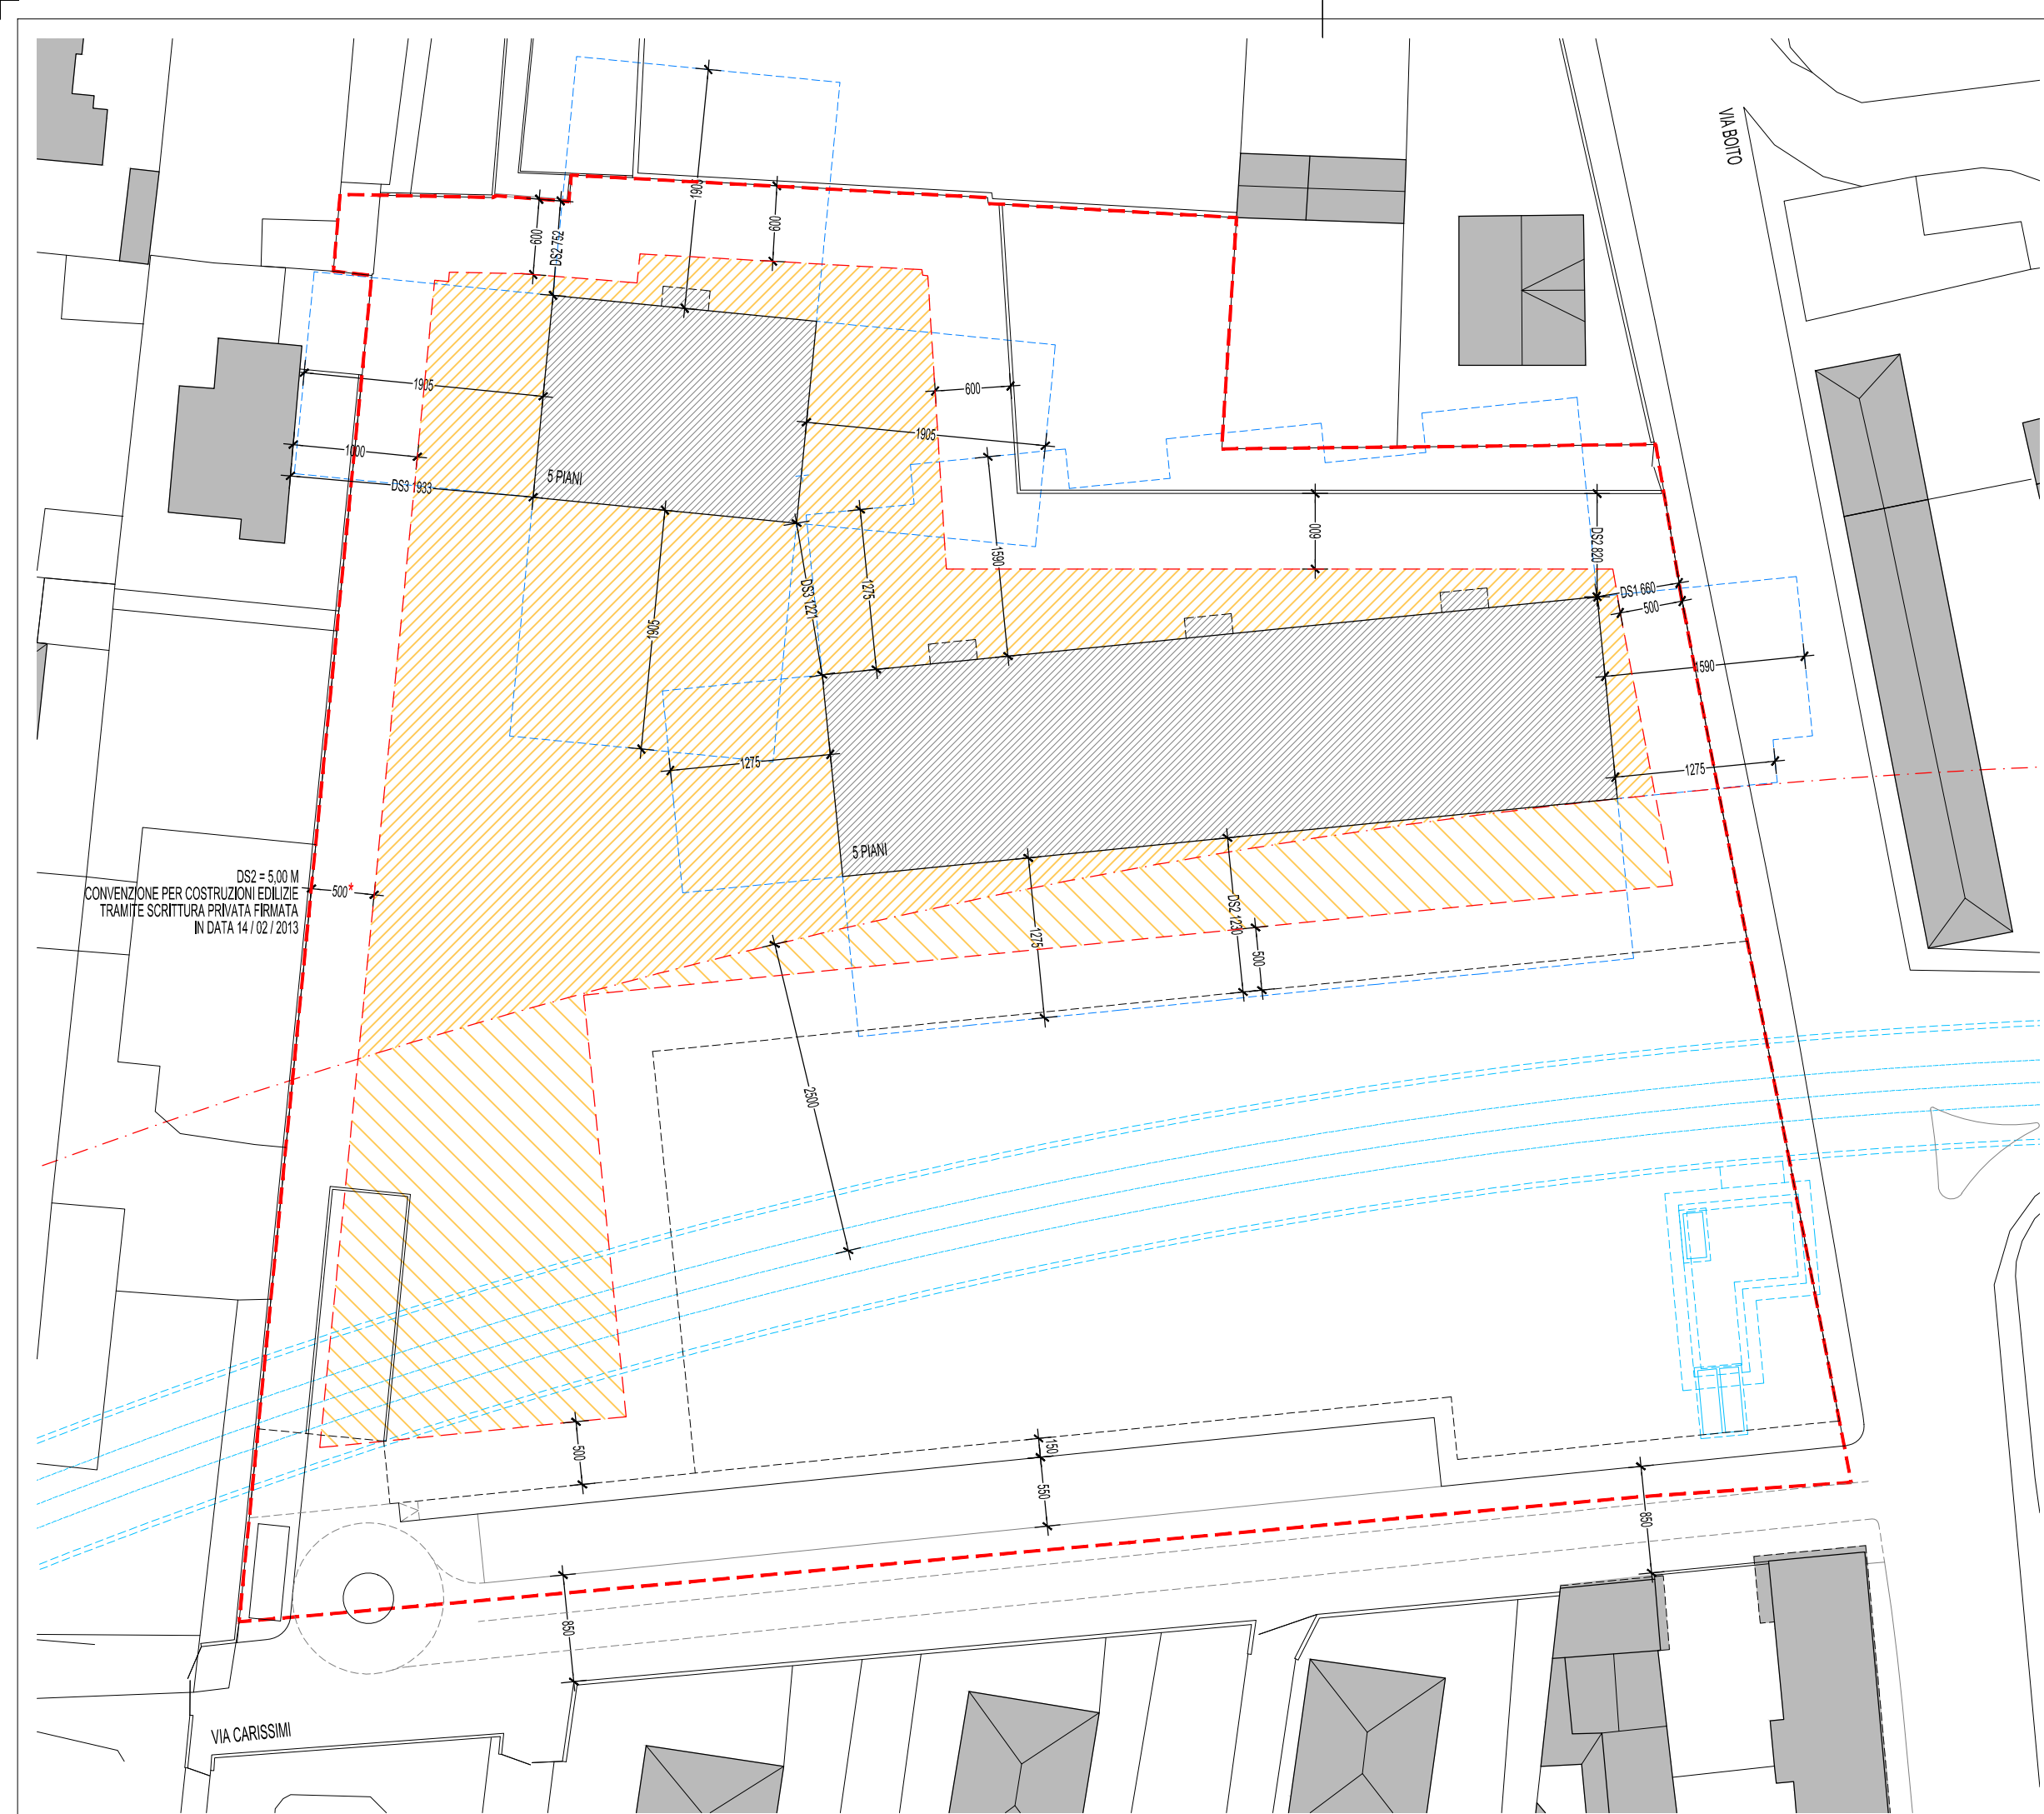 VIA BOITO
1905
600
600
DS2 752
1905
600
1905
1000
DS3 1933
5 PIANI
1590
600
DS2 820
1275
DS3 1221
DS1 660
500
1905
1590
1275
1275
5 PIANI
DS2 = 5,00 M
CONVENZIONE PER COSTRUZIONI EDILIZIE
TRAMITE SCRITTURA PRIVATA FIRMATA
IN DATA 14 / 02 / 2013
500*
DS2 1230
1275
500
2500
500
150
550
850
850
VIA CARISSIMI